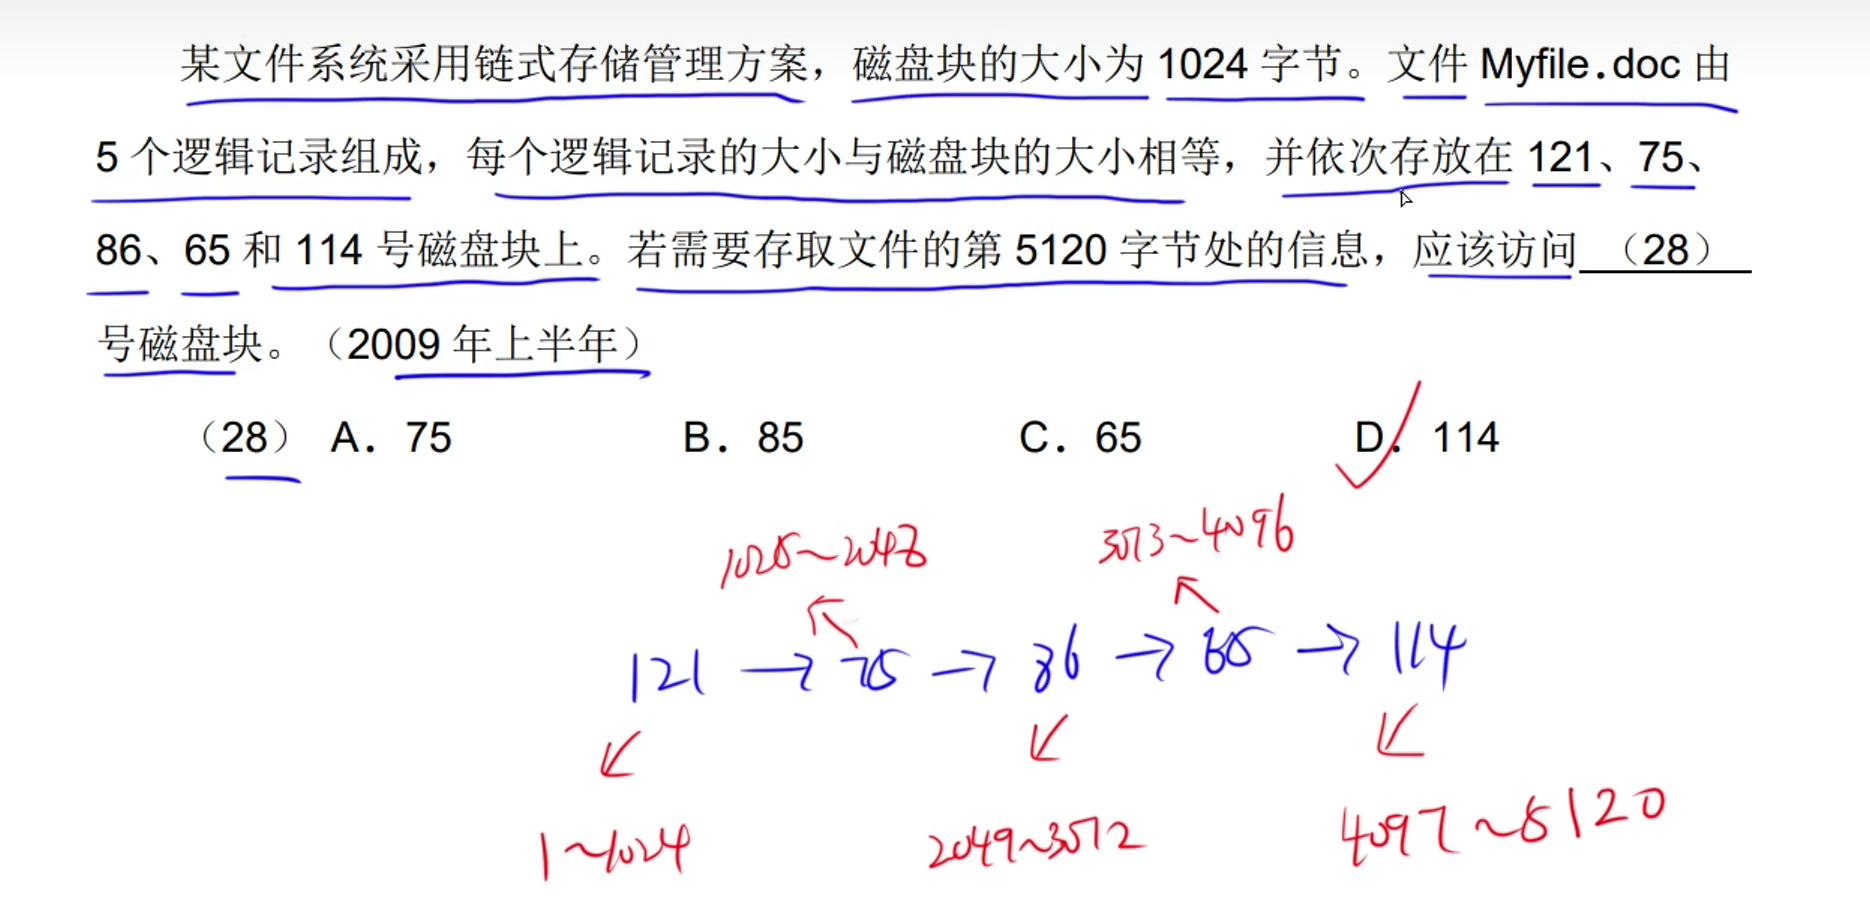 某文件系统采用链式存储管理方案，磁盘块的大小为 1024 字节。文件 Myfile.doc 由
5 个逻辑记录组成，每个逻辑记录的大小与磁盘块的大小相等，并依次存放在 121、75、
86、65 和 114 号磁盘块上。若需要存取文件的第 5120 字节处的信息，应该访问 （28）
号磁盘块。（2009 年上半年）
（28） A．75 B．85 C．65 D．114
1025~2048 3073~4096
121 → 75 → 86 → 65 → 114
1~1024 2049~3072 4097~5120